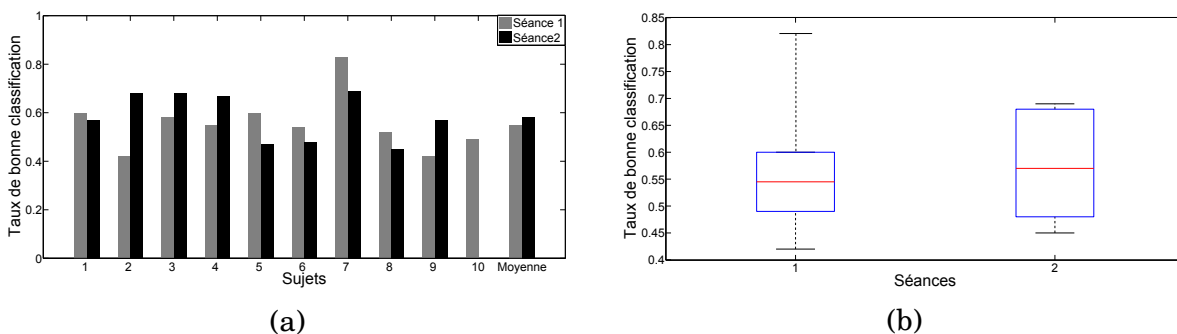 1
0.8
0.6
0.4
0.2
0
Taux de bonne classification
Séance 1
Séance2
1 2 3 4 5 6 7 8 9 10 Moyenne
Sujets
(a)
0.85
0.8
0.75
0.7
0.65
0.6
0.55
0.5
0.45
0.4
Taux de bonne classification
1 2
Séances
(b)